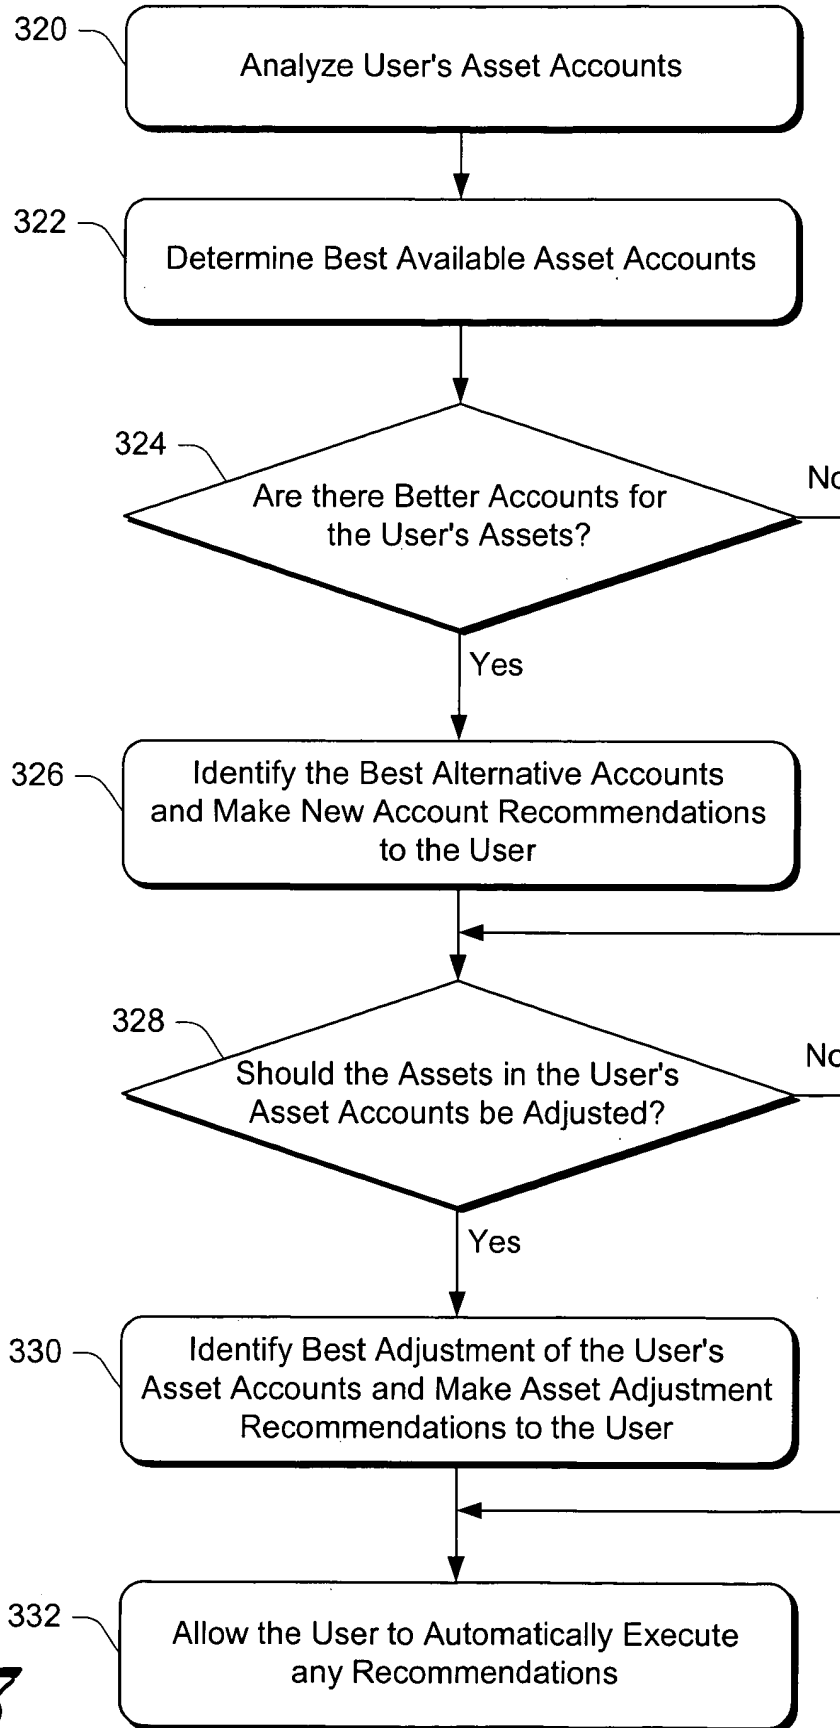 320
Analyze User's Asset Accounts
322
Determine Best Available Asset Accounts
324
Are there Better Accounts for
the User's Assets?
No
Yes
326
Identify the Best Alternative Accounts
and Make New Account Recommendations
to the User
328
Should the Assets in the User's
Asset Accounts be Adjusted?
No
Yes
330
Identify Best Adjustment of the User's
Asset Accounts and Make Asset Adjustment
Recommendations to the User
332
Allow the User to Automatically Execute
any Recommendations